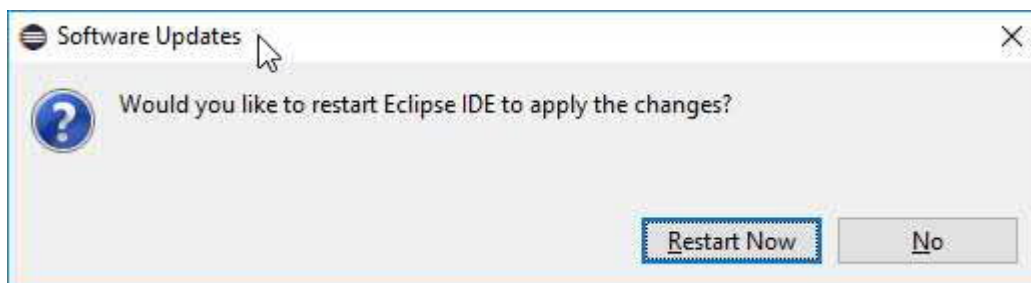 Software Updates
Would you like to restart Eclipse IDE to apply the changes?
Restart Now No